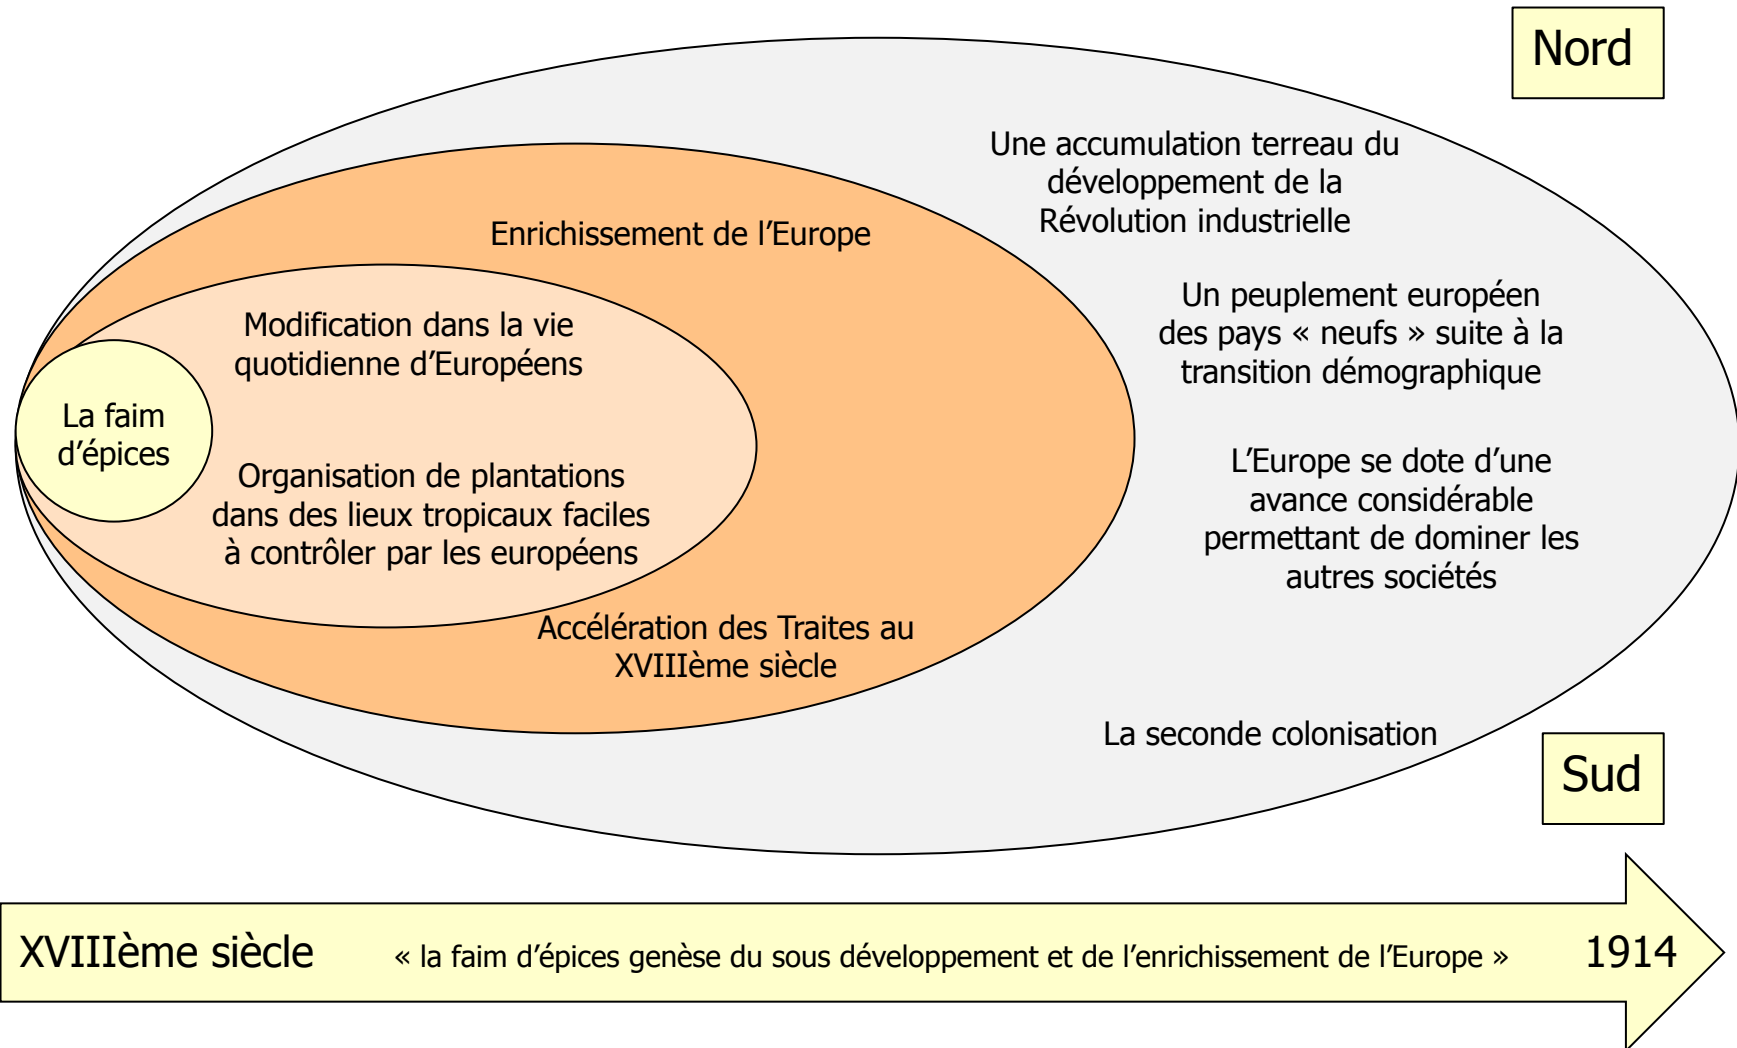 Nord
Une accumulation terreau du
développement de la
Révolution industrielle
Enrichissement de l’Europe
Un peuplement européen
des pays « neufs » suite à la
transition démographique
Modification dans la vie
quotidienne d’Européens
La faim
d’épices
L’Europe se dote d’une
avance considérable
permettant de dominer les
autres sociétés
Organisation de plantations
dans des lieux tropicaux faciles
à contrôler par les européens
Accélération des Traites au
XVIIIème siècle
La seconde colonisation
Sud
XVIIIème siècle « la faim d’épices genèse du sous développement et de l’enrichissement de l’Europe » 1914